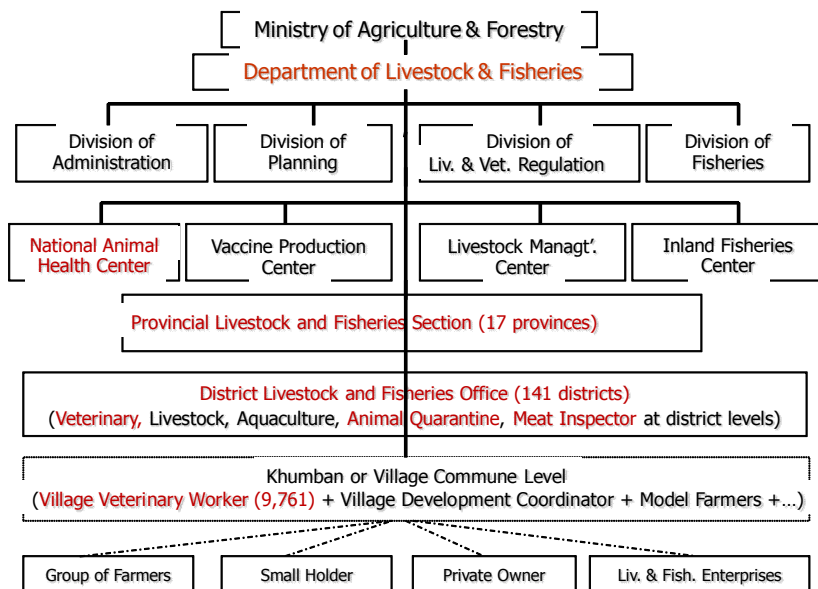 Ministry of Agriculture & Forestry
Department of Livestock & Fisheries
Division of
Administration
Division of
Planning
Division of
Liv. & Vet. Regulation
Division of
Fisheries
National Animal
Health Center
Vaccine Production
Center
Livestock Managt'.
Center
Inland Fisheries
Center
Provincial Livestock and Fisheries Section (17 provinces)
District Livestock and Fisheries Office (141 districts)
(Veterinary, Livestock, Aquaculture, Animal Quarantine, Meat Inspector at district levels)
Khumban or Village Commune Level
(Village Veterinary Worker (9,761) + Village Development Coordinator + Model Farmers +...)
Group of Farmers
Small Holder
Private Owner
Liv. & Fish. Enterprises